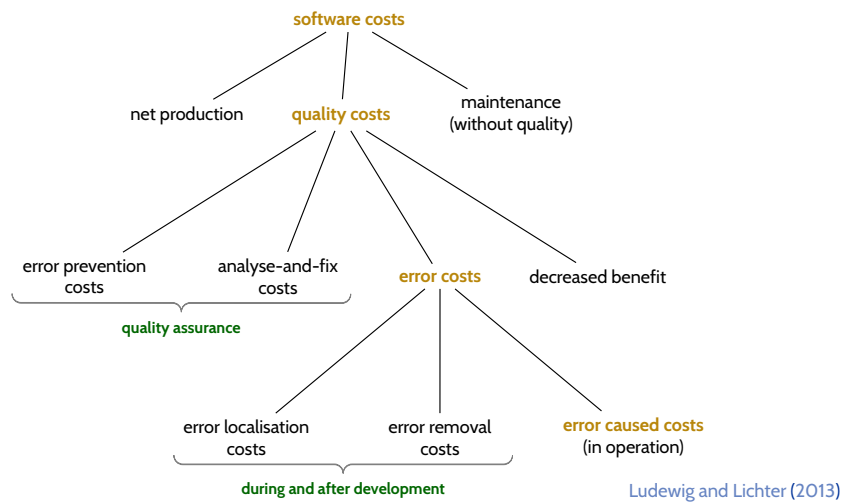 software costs
net production
quality costs
maintenance
(without quality)
error prevention
costs
analyse-and-fix
costs
error costs
decreased benefit
quality assurance
error localisation
costs
error removal
costs
error caused costs
(in operation)
during and after development
Ludewig and Lichter (2013)